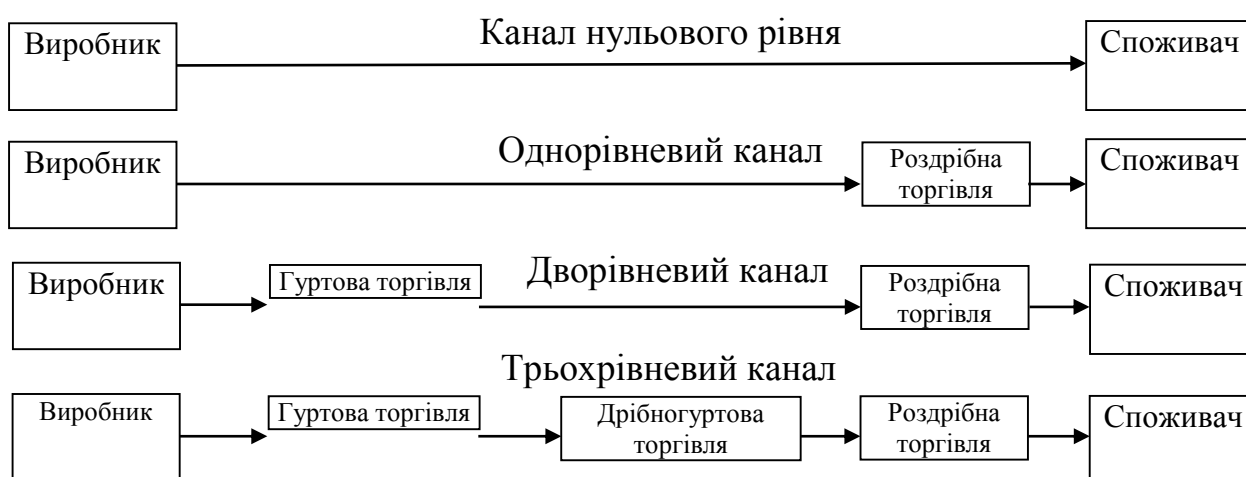 Канал нульового рівня
Виробник
Споживач
Однорівневий канал
Виробник
Роздрібна
торгівля
Споживач
Дворівневий канал
Виробник
Гуртова торгівля
Роздрібна
торгівля
Споживач
Трьохрівневий канал
Виробник
Гуртова торгівля
Дрібногуртова
торгівля
Роздрібна
торгівля
Споживач